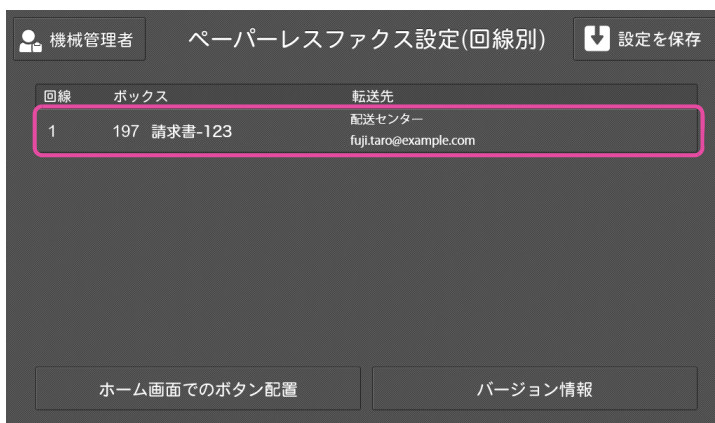 機械管理者 ペーパーレスファクス設定(回線別) 設定を保存
回線 ボックス 転送先
1 197 請求書-123 配送センター
fuji.taro@example.com
ホーム画面でのボタン配置 バージョン情報